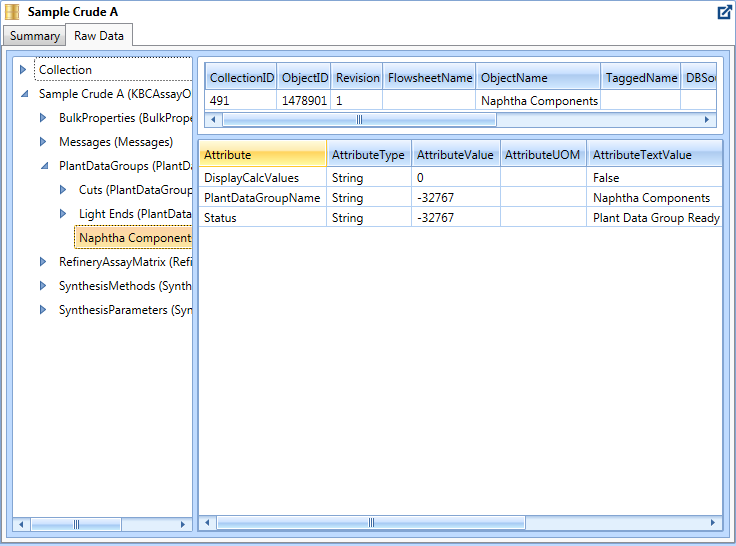 Sample Crude A
Summary Raw Data
Collection
Sample Crude A (KBCAssayO
BulkProperties (BulkPrope
Messages (Messages)
PlantDataGroups (PlantDa
Cuts (PlantDataGroup
Light Ends (PlantData
Naphtha Component
RefineryAssayMatrix (Refi
SynthesisMethods (Synth
SynthesisParameters (Syn
CollectionID ObjectID Revision FlowsheetName ObjectName TaggedName DBSou
491 1478901 1 Naphtha Components
Attribute AttributeType AttributeValue AttributeUOM AttributeTextValue
DisplayCalcValues String 0 False
PlantDataGroupName String -32767 Naphtha Components
Status String -32767 Plant Data Group Ready